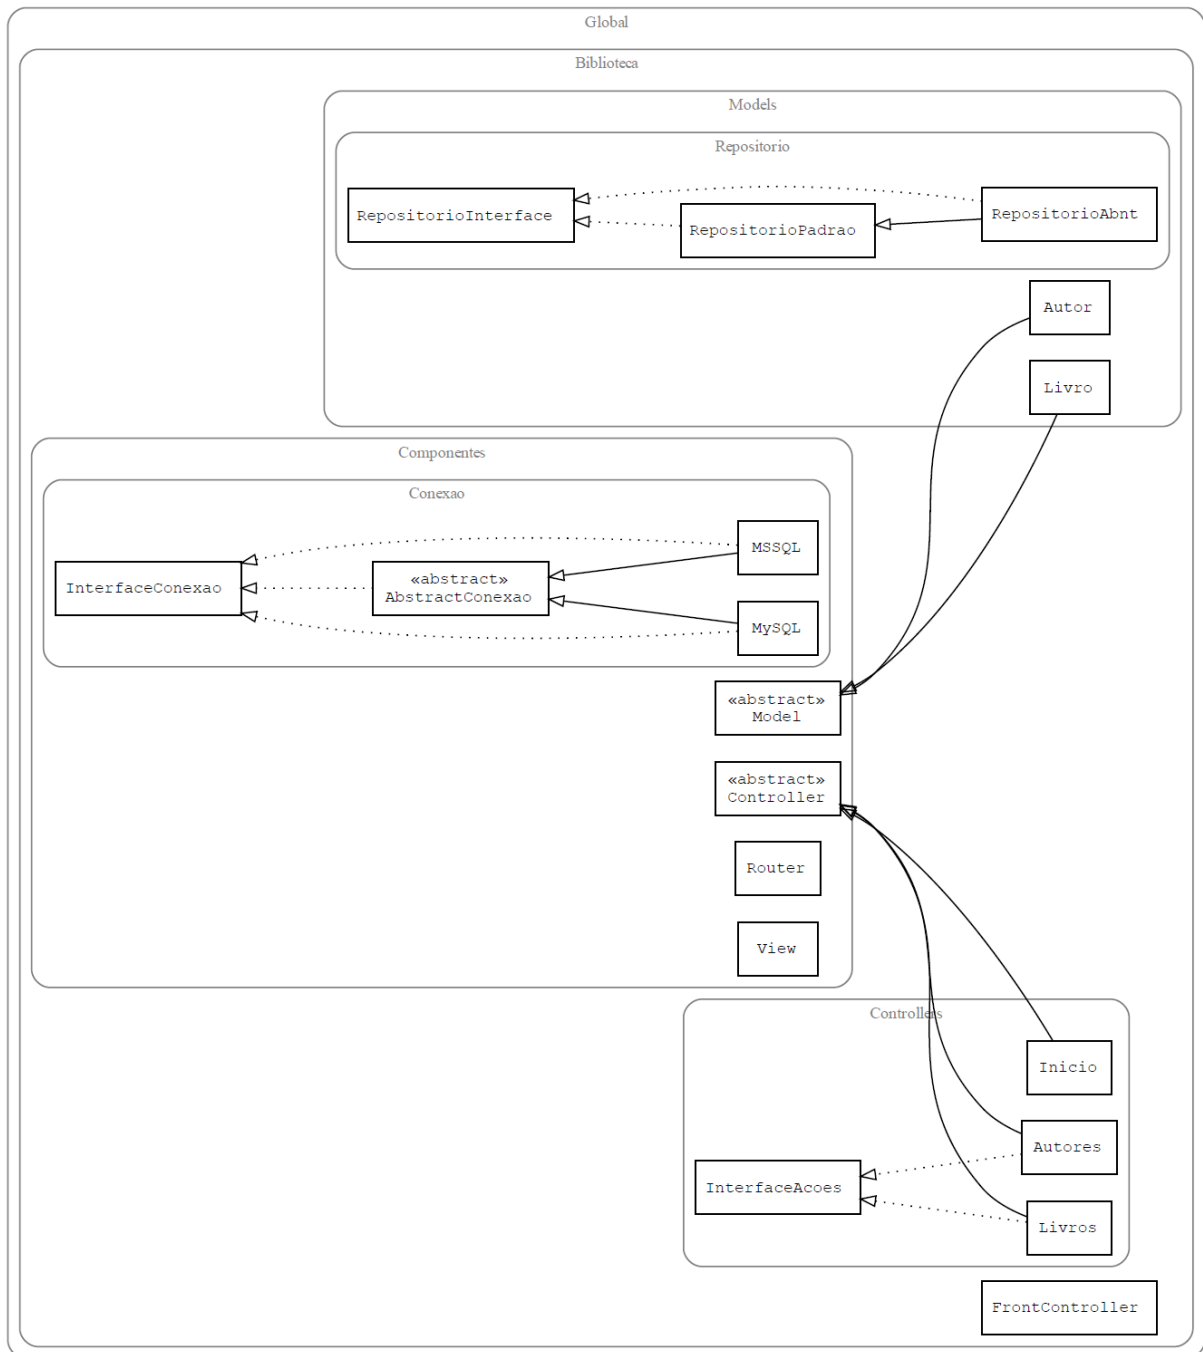 Global
Biblioteca
Models
Repositorio
RepositorioInterface
RepositorioPadrao
RepositorioAbnt
Autor
Livro
Componentes
Conexao
InterfaceConexao
«abstract»
AbstractConexao
MSSQL
MySQL
«abstract»
Model
«abstract»
Controller
Router
View
Controllers
Inicio
Autores
InterfaceAcoes
Livros
FrontController